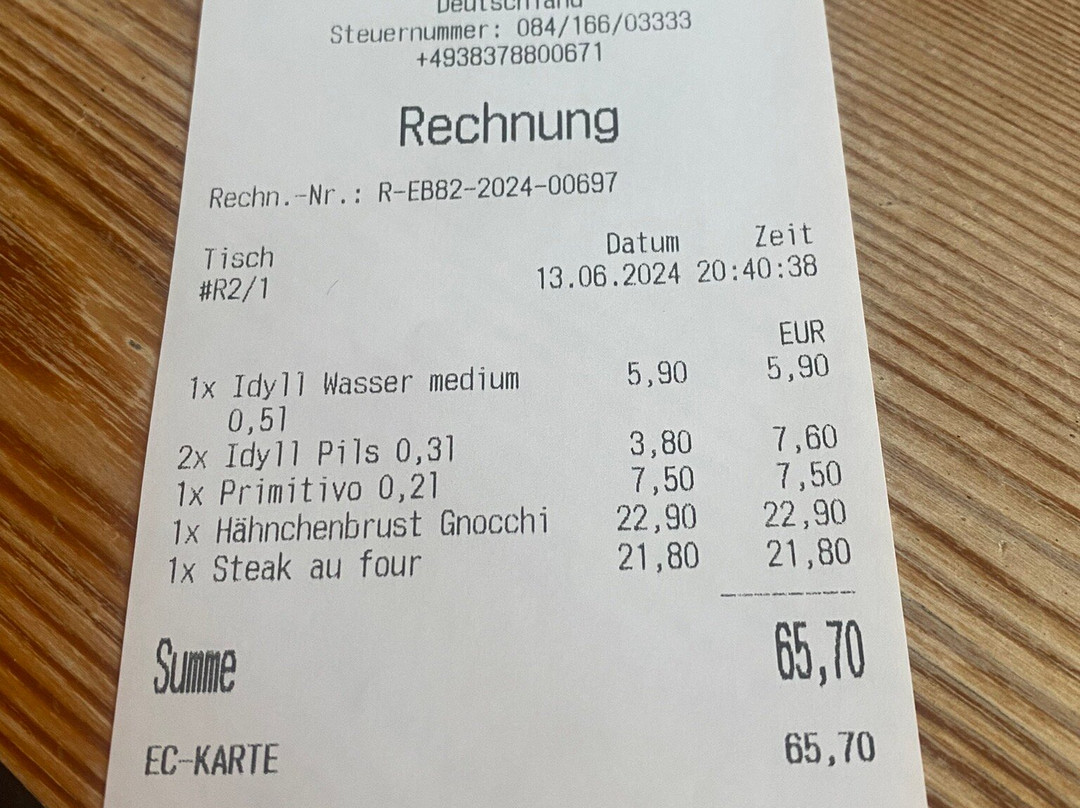 Deutschland
Steuernummer: 084/166/03333
+4938378800671
Rechnung
Rechn.-Nr.: R-EB82-2024-00697
Tisch Datum Zeit
#R2/1 13.06.2024 20:40:38
EUR
1x Idyll Wasser medium 5,90 5,90
0,5l
2x Idyll Pils 0,3l 3,80 7,60
1x Primitivo 0,2l 7,50 7,50
1x Hähnchenbrust Gnocchi 22,90 22,90
1x Steak au four 21,80 21,80
Summe 65,70
EC-KARTE 65,70